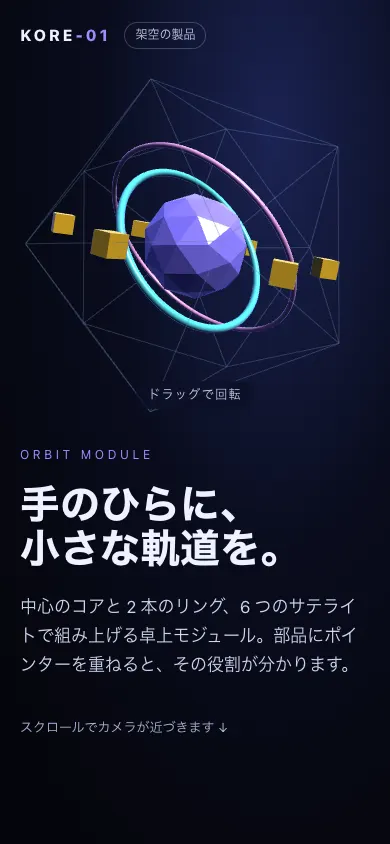 KORE-01
架空の製品
ドラッグで回転
ORBIT MODULE
手のひらに、
小さな軌道を。
中心のコアと 2 本のリング、6 つのサテライ
トで組み上げる卓上モジュール。部品にポイ
ンターを重ねると、その役割が分かります。
スクロールでカメラが近づきます ↓